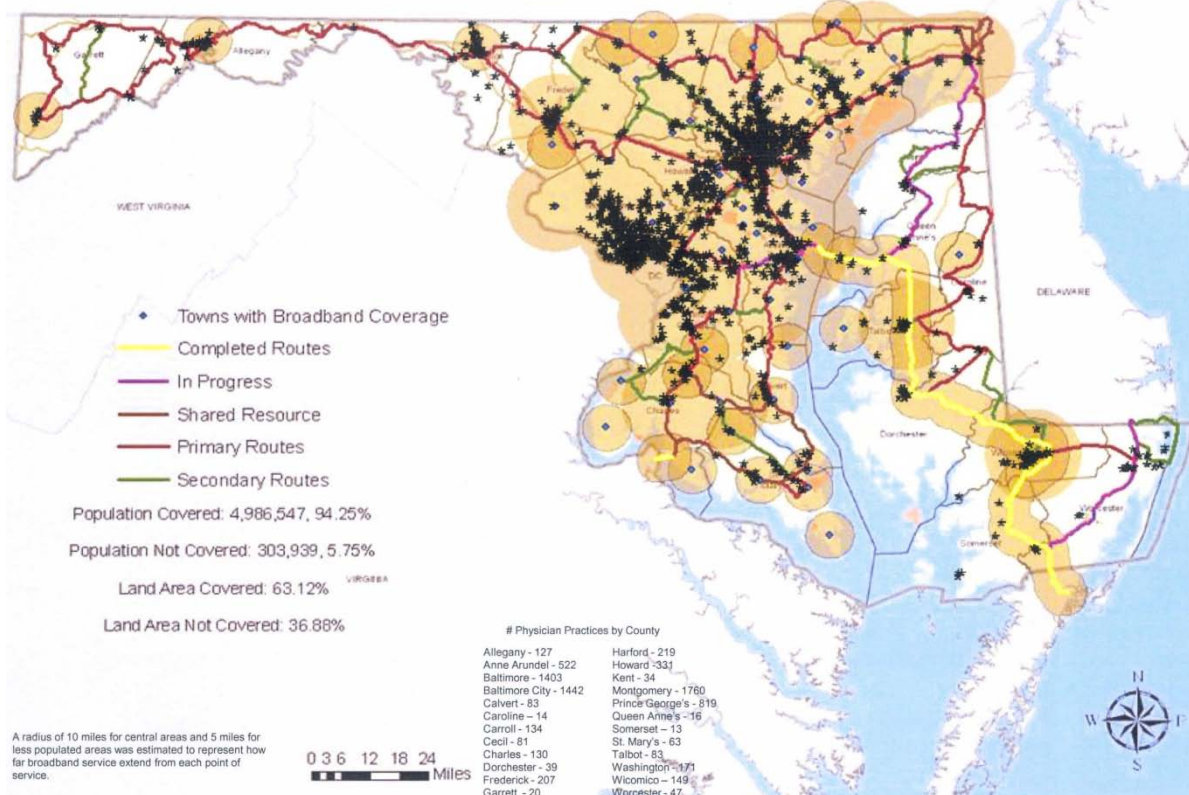 Garrett
Allegany
WEST VIRGINIA
DC
Queen
Anne's
DELAWARE
Dorchester
Worcester
Somerset
Towns with Broadband Coverage
Completed Routes
In Progress
Shared Resource
Primary Routes
Secondary Routes
Population Covered: 4,986,547, 94.25%
Population Not Covered: 303,939, 5.75%
Land Area Covered: 63.12%
VIRGINIA
Land Area Not Covered: 36.88%
# Physician Practices by County
Allegany - 127
Anne Arundel - 522
Baltimore - 1403
Baltimore City - 1442
Calvert - 83
Caroline – 14
Carroll - 134
Cecil - 81
Charles - 130
Dorchester - 39
Frederick - 207
Garrett - 20
Harford - 219
Howard -331
Kent - 34
Montgomery - 1760
Prince George's - 819
Queen Anne's - 16
Somerset – 13
St. Mary's - 63
Talbot - 83
Washington -171
Wicomico – 149
Worcester - 47
A radius of 10 miles for central areas and 5 miles for
less populated areas was estimated to represent how
far broadband service extend from each point of
service.
0 3 6 12 18 24
Miles
N
W
S